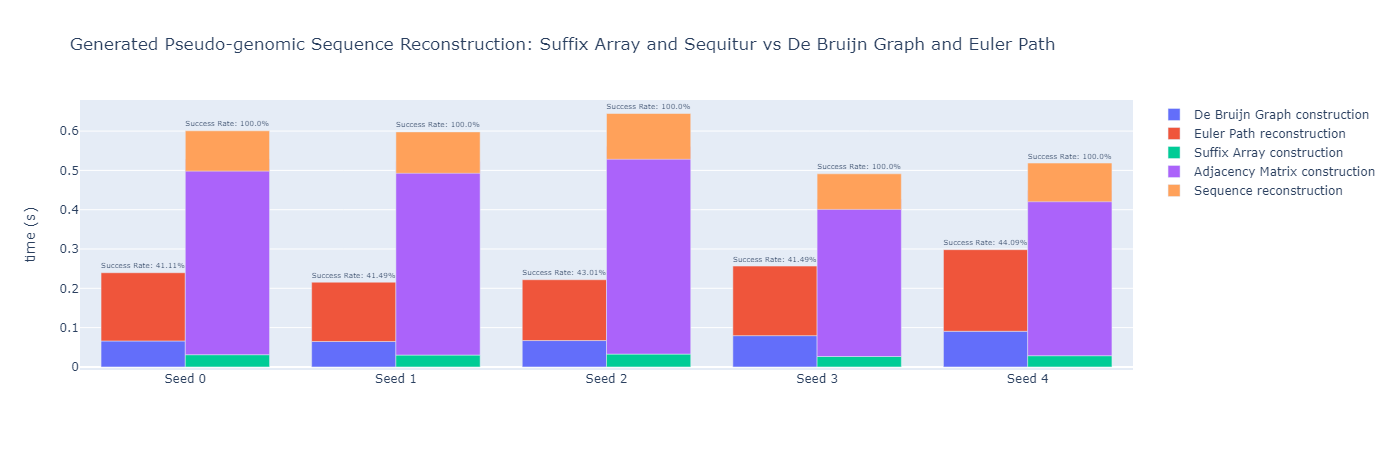 Generated Pseudo-genomic Sequence Reconstruction: Suffix Array and Sequitur vs De Bruijn Graph and Euler Path
De Bruijn Graph construction
Euler Path reconstruction
Suffix Array construction
Adjacency Matrix construction
Sequence reconstruction
time (s)
0.6
0.5
0.4
0.3
0.2
0.1
0
Success Rate: 41.11%
Success Rate: 100.0%
Success Rate: 41.49%
Success Rate: 100.0%
Success Rate: 43.01%
Success Rate: 100.0%
Success Rate: 41.49%
Success Rate: 100.0%
Success Rate: 44.09%
Success Rate: 100.0%
Seed 0
Seed 1
Seed 2
Seed 3
Seed 4